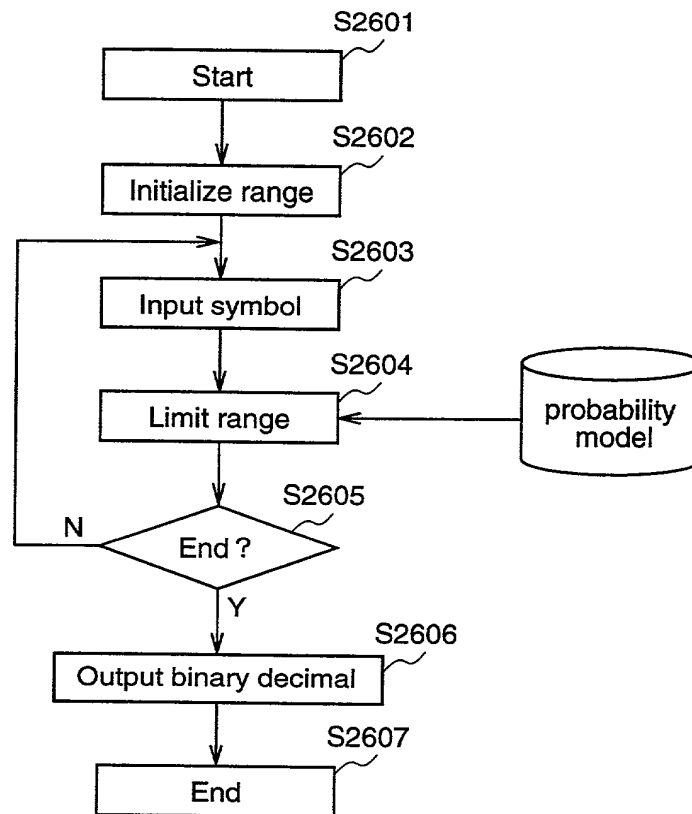 S2601
Start
S2602
Initialize range
S2603
Input symbol
S2604
Limit range
probability
model
S2605
N
End ?
Y
S2606
Output binary decimal
S2607
End